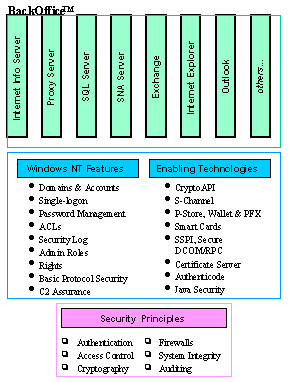 BackOffice™
Internet Info Server
Proxy Server
SQL Server
SNA Server
Exchange
Internet Explorer
Outlook
others...
Windows NT Features
Domains & Accounts
Single-logon
Password Management
ACLs
Security Log
Admin Roles
Rights
Basic Protocol Security
C2 Assurance
Enabling Technologies
CryptoAPI
S-Channel
P-Store, Wallet & PFX
Smart Cards
SSPI, Secure
DCOM/RPC
Certificate Server
Authenticode
Java Security
Security Principles
Authentication
Access Control
Cryptography
Firewalls
System Integrity
Auditing